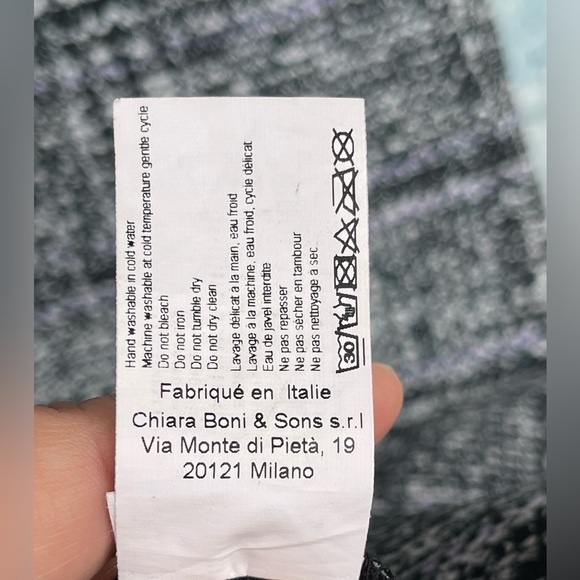 Hand washable in cold water
Machine washable at cold temperature gentle cycle
Do not bleach
Do not iron
Do not tumble dry
Do not dry clean
Lavage délicat à la main, eau froid
Lavage à la machine, eau froid, cycle délicat
Eau de javel interdite
Ne pas repasser
Ne pas sécher en tambour
Ne pas nettoyage à sec
30
Fabriqué en Italie
Chiara Boni & Sons s.r.l
Via Monte di Pietà, 19
20121 Milano